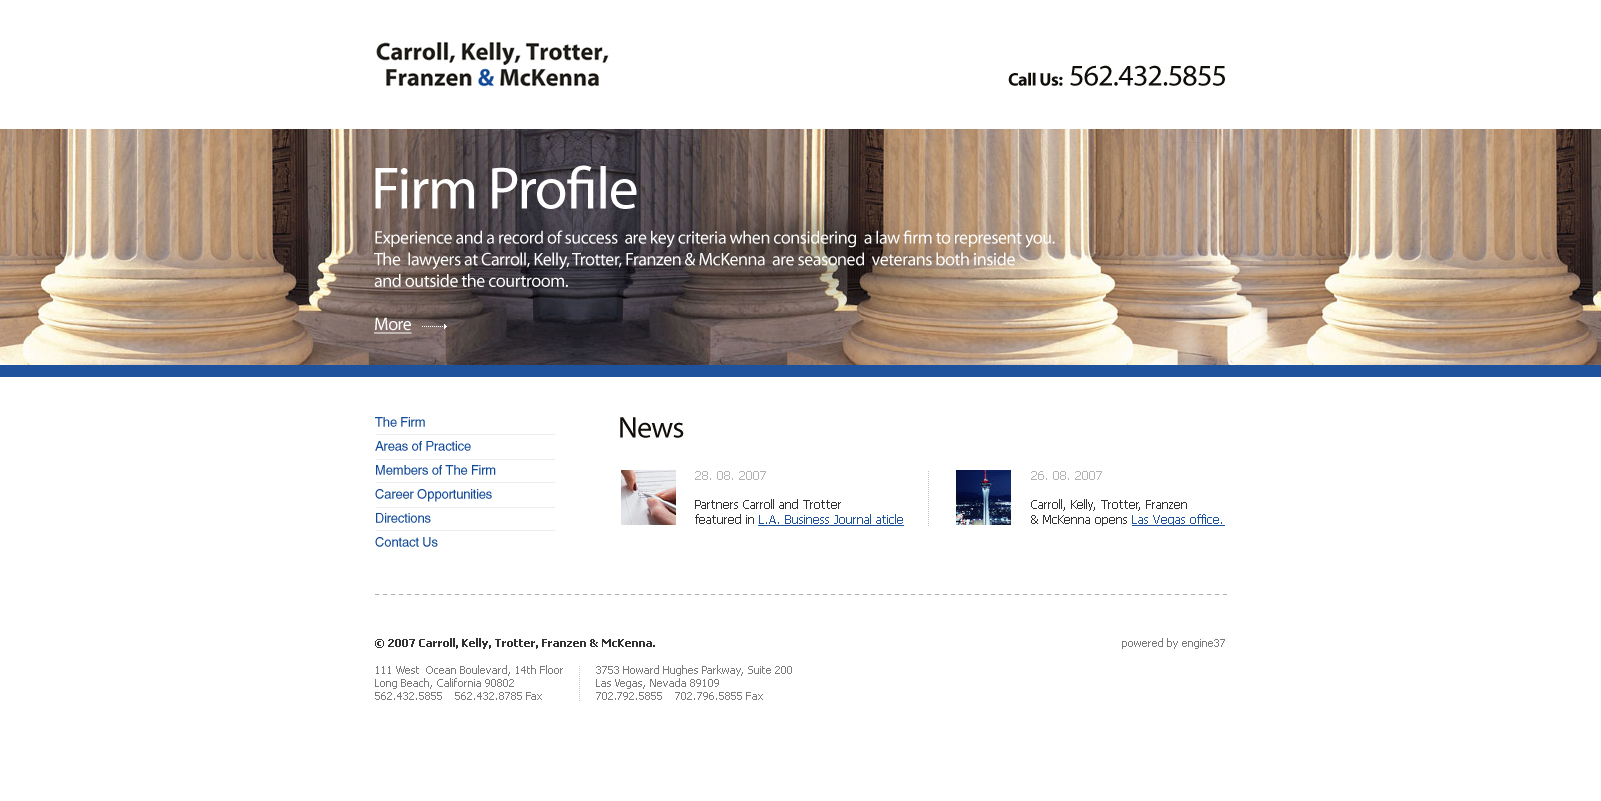 Carroll, Kelly, Trotter,
Franzen & McKenna
Call Us: 562.432.5855
Firm Profile
Experience and a record of success are key criteria when considering a law firm to represent you.
The lawyers at Carroll, Kelly, Trotter, Franzen & McKenna are seasoned veterans both inside
and outside the courtroom.
More
The Firm
Areas of Practice
Members of The Firm
Career Opportunities
Directions
Contact Us
News
28. 08. 2007
Partners Carroll and Trotter
featured in L.A. Business Journal aticle
26. 08. 2007
Carroll, Kelly, Trotter, Franzen
& McKenna opens Las Vegas office.
© 2007 Carroll, Kelly, Trotter, Franzen & McKenna.
powered by engine37
111 West Ocean Boulevard, 14th Floor
Long Beach, California 90802
562.432.5855 562.432.8785 Fax
3753 Howard Hughes Parkway, Suite 200
Las Vegas, Nevada 89109
702.792.5855 702.796.5855 Fax